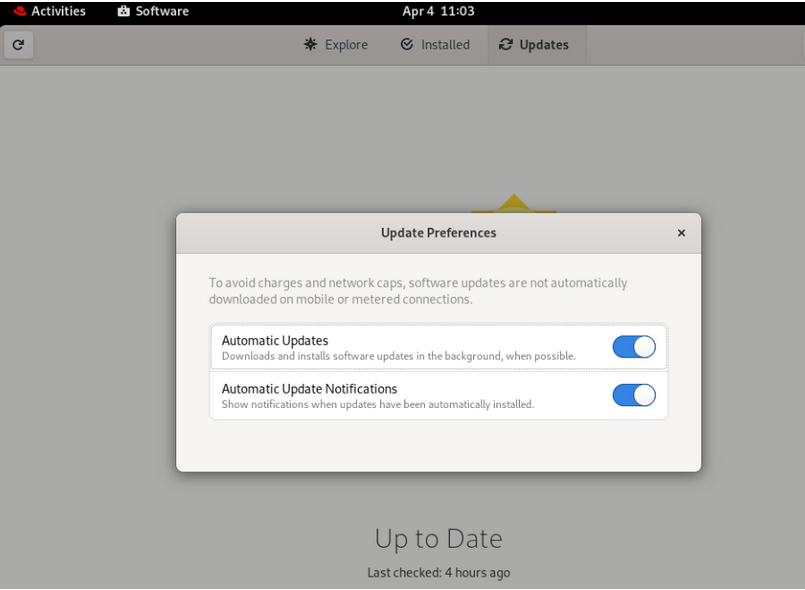 Activities Software Apr 4 11:03
Explore Installed Updates
Update Preferences
To avoid charges and network caps, software updates are not automatically
downloaded on mobile or metered connections.
Automatic Updates
Downloads and installs software updates in the background, when possible.
Automatic Update Notifications
Show notifications when updates have been automatically installed.
Up to Date
Last checked: 4 hours ago